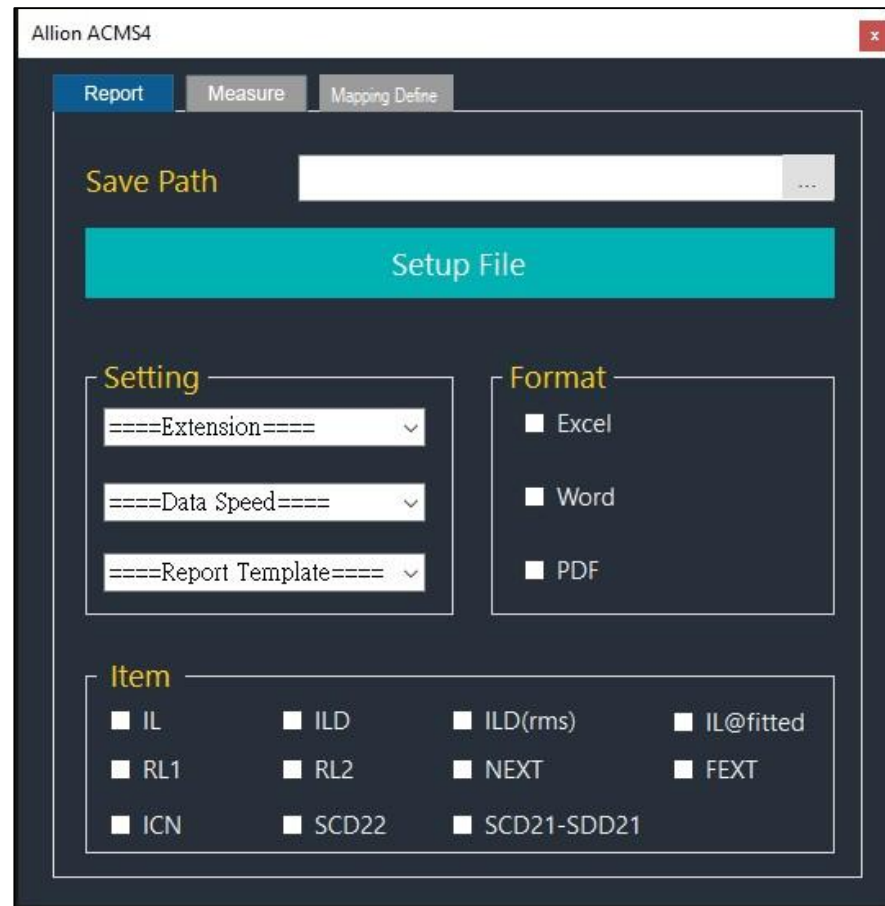 Allion ACMS4
x
Report Measure Mapping Define
Save Path ...
Setup File
Setting
====Extension====
====Data Speed====
====Report Template====
Format
Excel
Word
PDF
Item
IL ILD ILD(rms) IL@fitted
RL1 RL2 NEXT FEXT
ICN SCD22 SCD21-SDD21